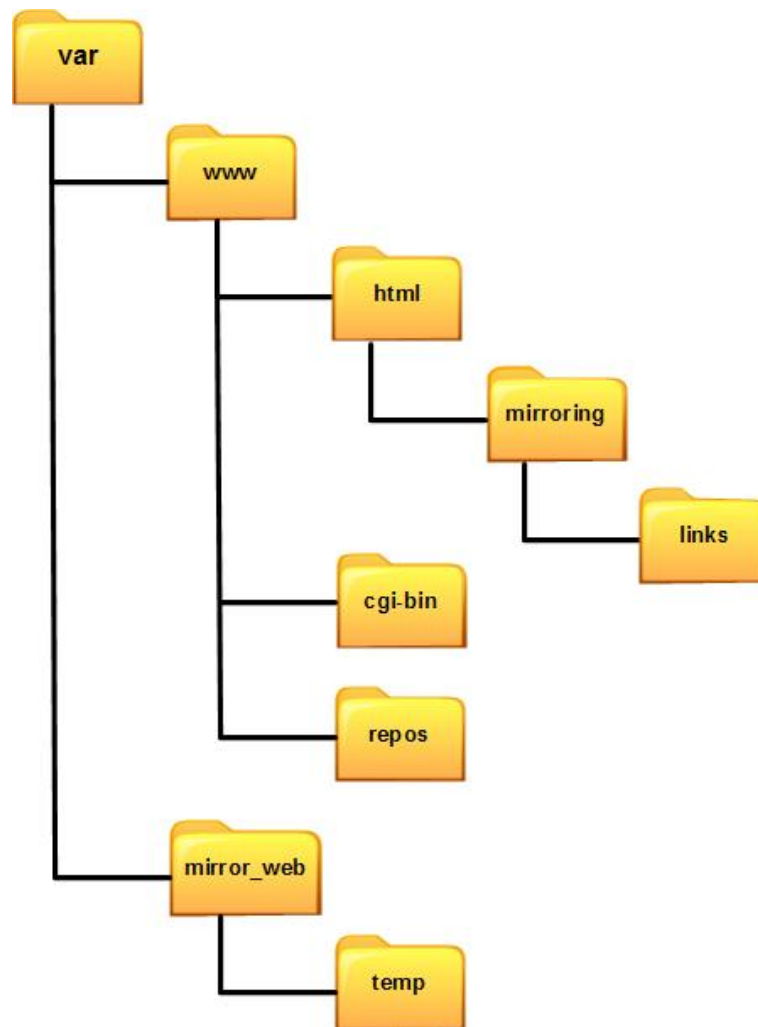 var
www
html
mirroring
links
cgi-bin
repos
mirror_web
temp